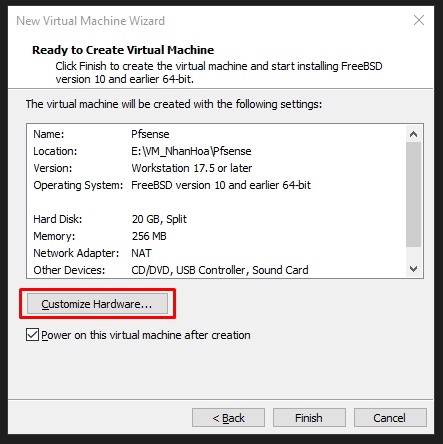 New Virtual Machine Wizard
Ready to Create Virtual Machine
Click Finish to create the virtual machine and start installing FreeBSD
version 10 and earlier 64-bit.
The virtual machine will be created with the following settings:
Name: Pfsense
Location: E:\VM_NhanHoa\Pfsense
Version: Workstation 17.5 or later
Operating System: FreeBSD version 10 and earlier 64-bit
Hard Disk: 20 GB, Split
Memory: 256 MB
Network Adapter: NAT
Other Devices: CD/DVD, USB Controller, Sound Card
Customize Hardware...
Power on this virtual machine after creation
< Back Finish Cancel